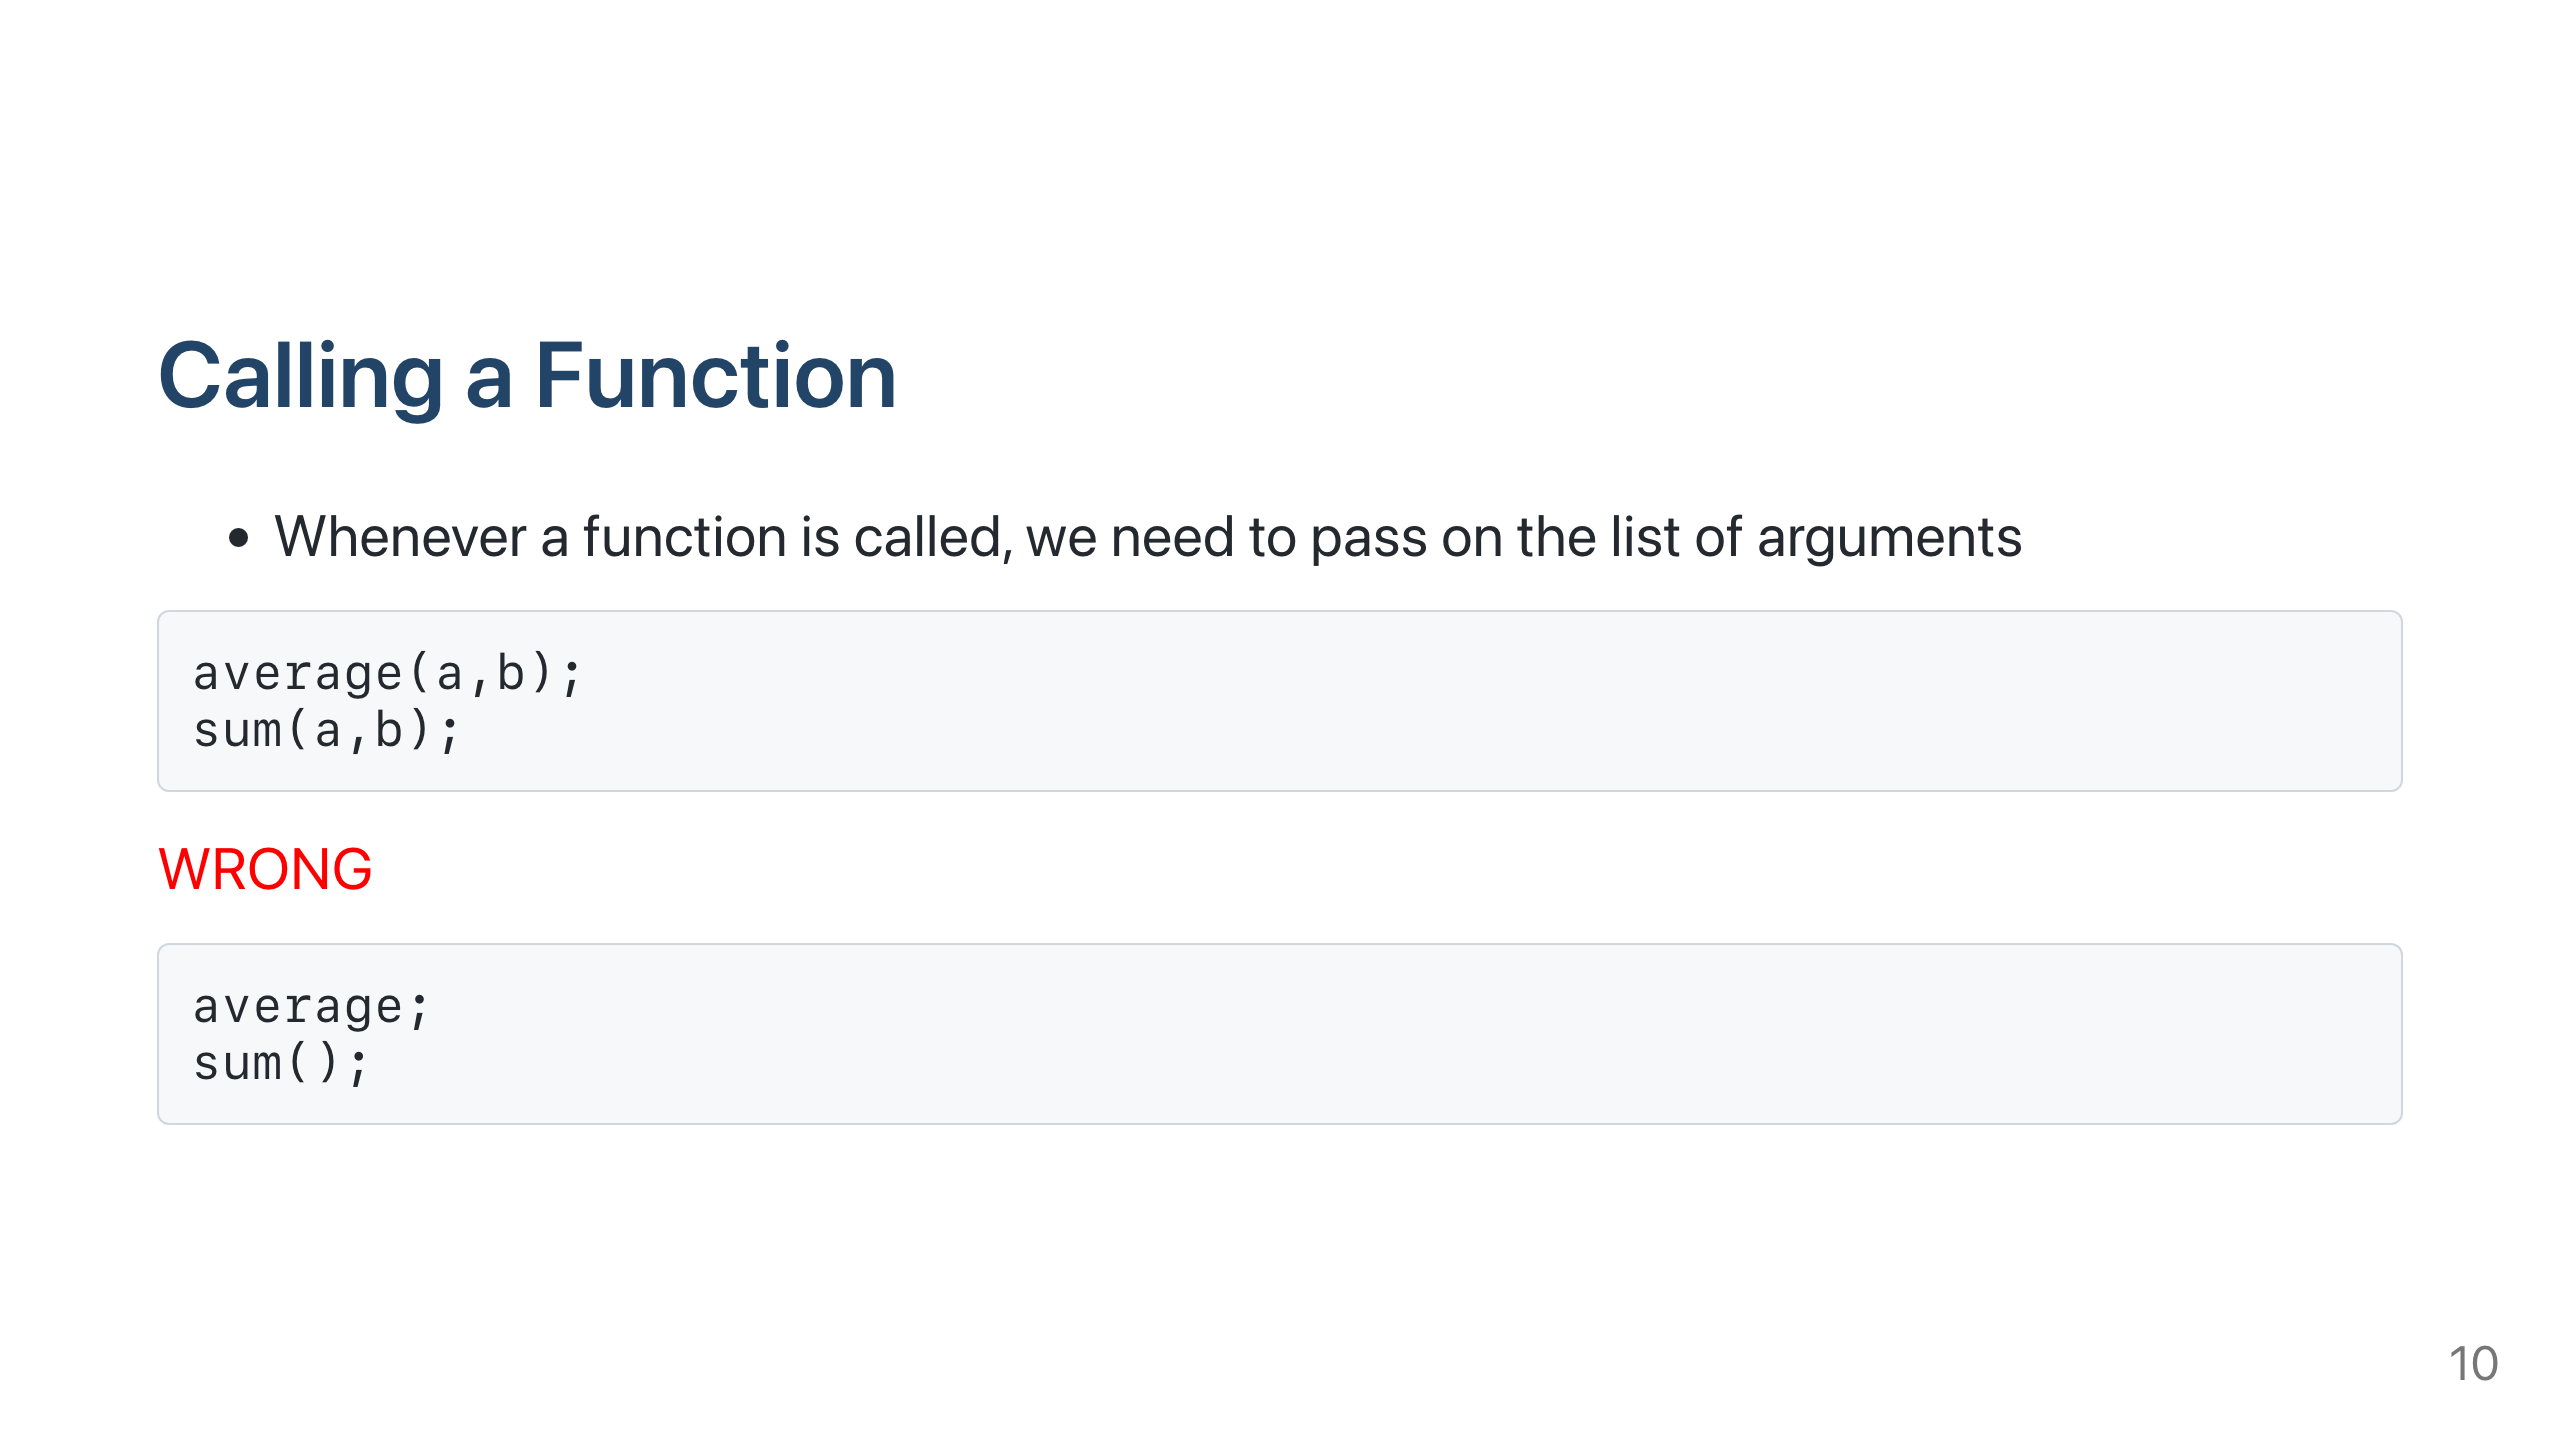 Calling a Function
• Whenever a function is called, we need to pass on the list of arguments
average(a,b);
sum(a,b);
WRONG
average;
sum();
10